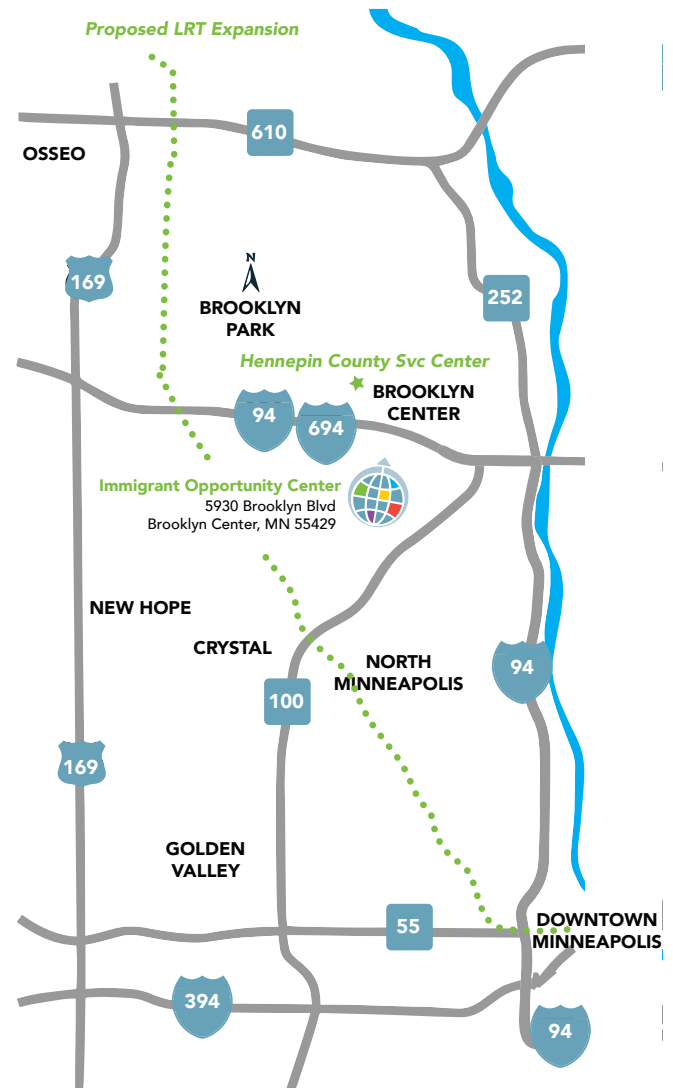 Proposed LRT Expansion
610
OSSEO
169
N
252
BROOKLYN
PARK
Hennepin County Svc Center
BROOKLYN
CENTER
94
694
Immigrant Opportunity Center
5930 Brooklyn Blvd
Brooklyn Center, MN 55429
NEW HOPE
CRYSTAL
NORTH
MINNEAPOLIS
94
100
169
GOLDEN
VALLEY
55
DOWNTOWN
MINNEAPOLIS
394
94